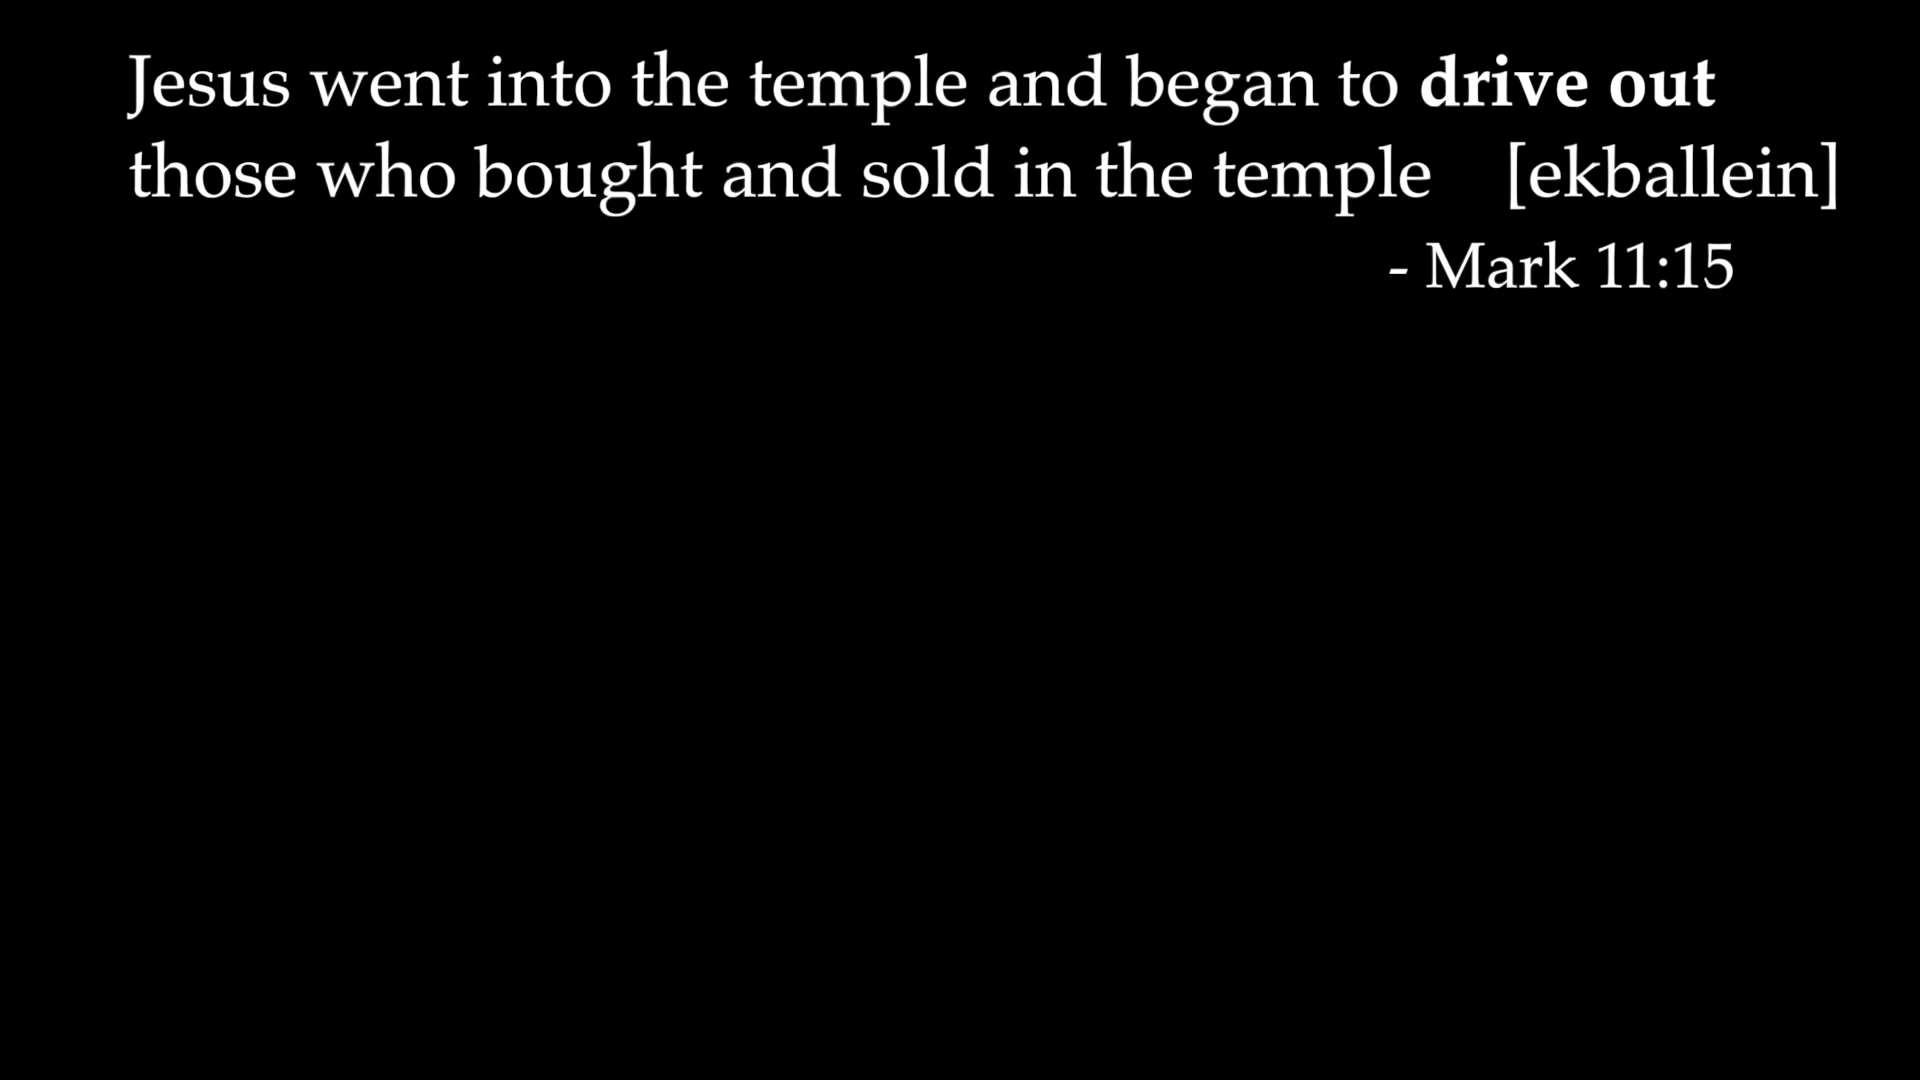 Jesus went into the temple and began to drive out
those who bought and sold in the temple [ekballein]
- Mark 11:15